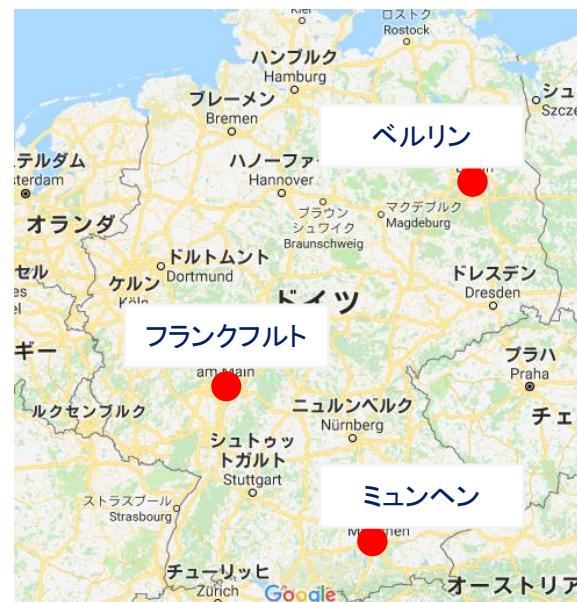 ロストク
Rostock
ハンブルク
Hamburg
ブレーメン
Bremen
シュ
Szcze
ベルリン
テルダム
sterdam
ハノーファ
Hannover
ブラウン
シュワイク
Braunschweig
マクデブルク
Magdeburg
オランダ
ドルトムント
Dortmund
セル
es
el
ケルン
Köln
ドレスデン
Dresden
ドイツ
フランクフルト
am Main
ギー
プラハ
Praha
ルクセンブルク
ニュルンベルク
Nürnberg
チェ
シュトゥッ
トガルト
Stuttgart
ストラスブール
Strasbourg
ミュンヘン
München
チューリッヒ
Zürich
Google
オーストリア